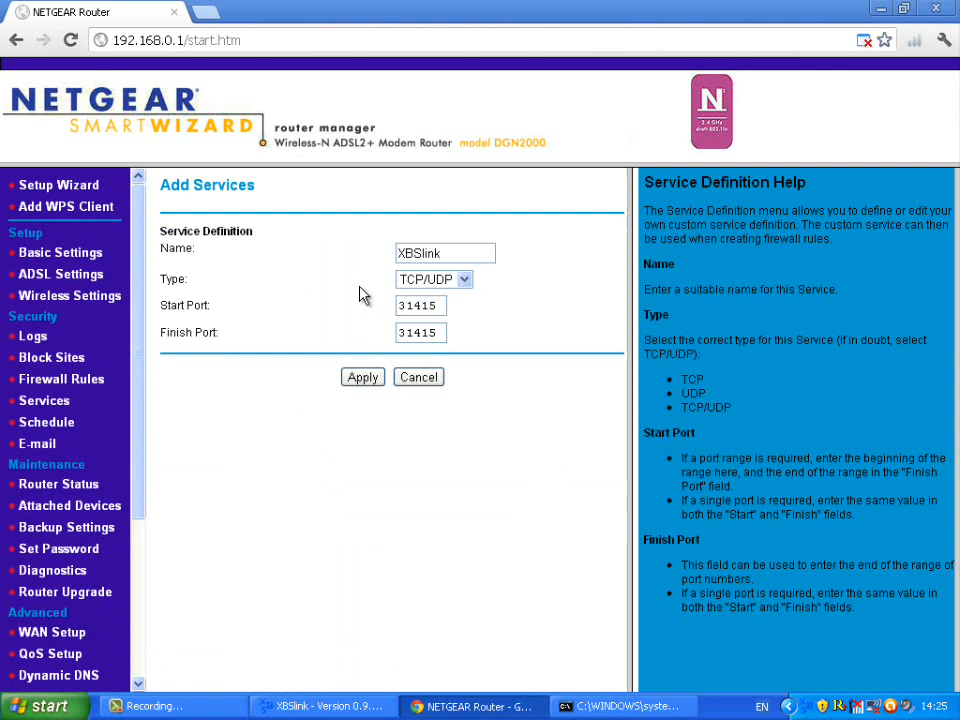 NETGEAR Router
192.168.0.1/start.htm
NETGEAR®
SMARTWIZARD
router manager
Wireless-N ADSL2+ Modem Router model DGN2000
N
2.4 GHz
draft 802.11n
Setup Wizard
Add WPS Client
Setup
Basic Settings
ADSL Settings
Wireless Settings
Security
Logs
Block Sites
Firewall Rules
Services
Schedule
E-mail
Maintenance
Router Status
Attached Devices
Backup Settings
Set Password
Diagnostics
Router Upgrade
Advanced
WAN Setup
QoS Setup
Dynamic DNS
Add Services
Service Definition
Name:
XBSlink
Type:
TCP/UDP
Start Port:
31415
Finish Port:
31415
Apply Cancel
Service Definition Help
The Service Definition menu allows you to define or edit your
own custom service definition. The custom service can then
be used when creating firewall rules.
Name
Enter a suitable name for this Service.
Type
Select the correct type for this Service (if in doubt, select
TCP/UDP):
TCP
UDP
TCP/UDP
Start Port
If a port range is required, enter the beginning of the
range here, and the end of the range in the "Finish
Port" field.
If a single port is required, enter the same value in
both the "Start" and "Finish" fields.
Finish Port
This field can be used to enter the end of the range of
port numbers.
If a single port is required, enter the same value in
both the "Start" and "Finish" fields.
start
Recording...
XBSlink - Version 0.9....
NETGEAR Router - G...
C:\WINDOWS\syste...
EN
14:25